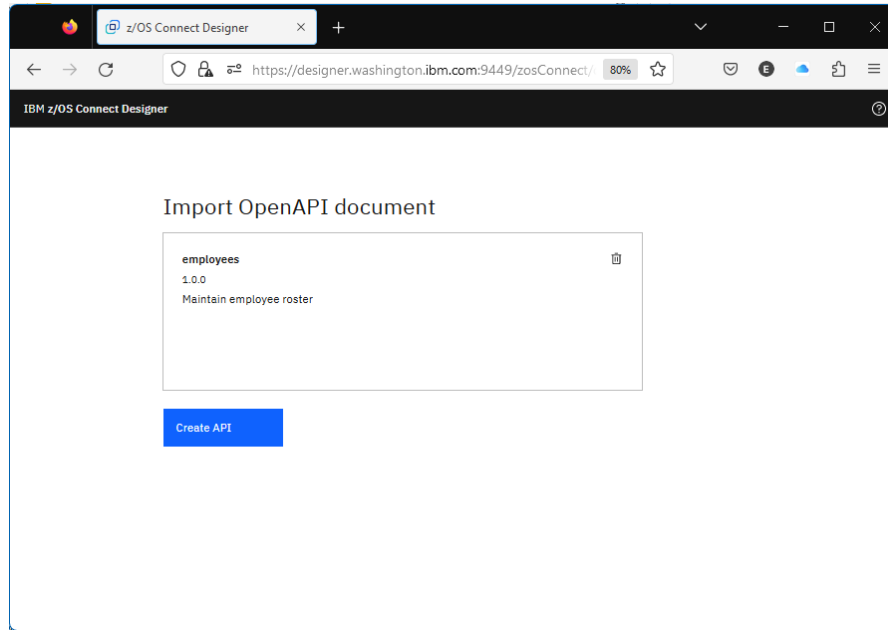 z/OS Connect Designer
https://designer.washington.ibm.com:9449/zosConnect/
80%
E
IBM z/OS Connect Designer
Import OpenAPI document
employees
1.0.0
Maintain employee roster
Create API